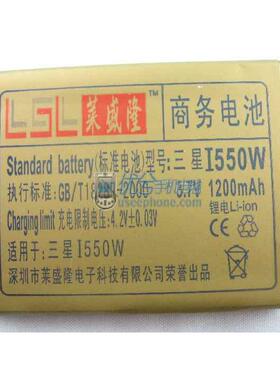 LSL 莱盛隆 商务电池
Standard battery(标准电池)型号:三星I550W
执行标准:GB/T18 -2005 3.7V 1200mAh
Charging limit 充电限制电压:4.2V±0.03V 锂电Li-ion
适用于:三星I550W
www.useephone.com
深圳市莱盛隆电子科技有限公司荣誉出品